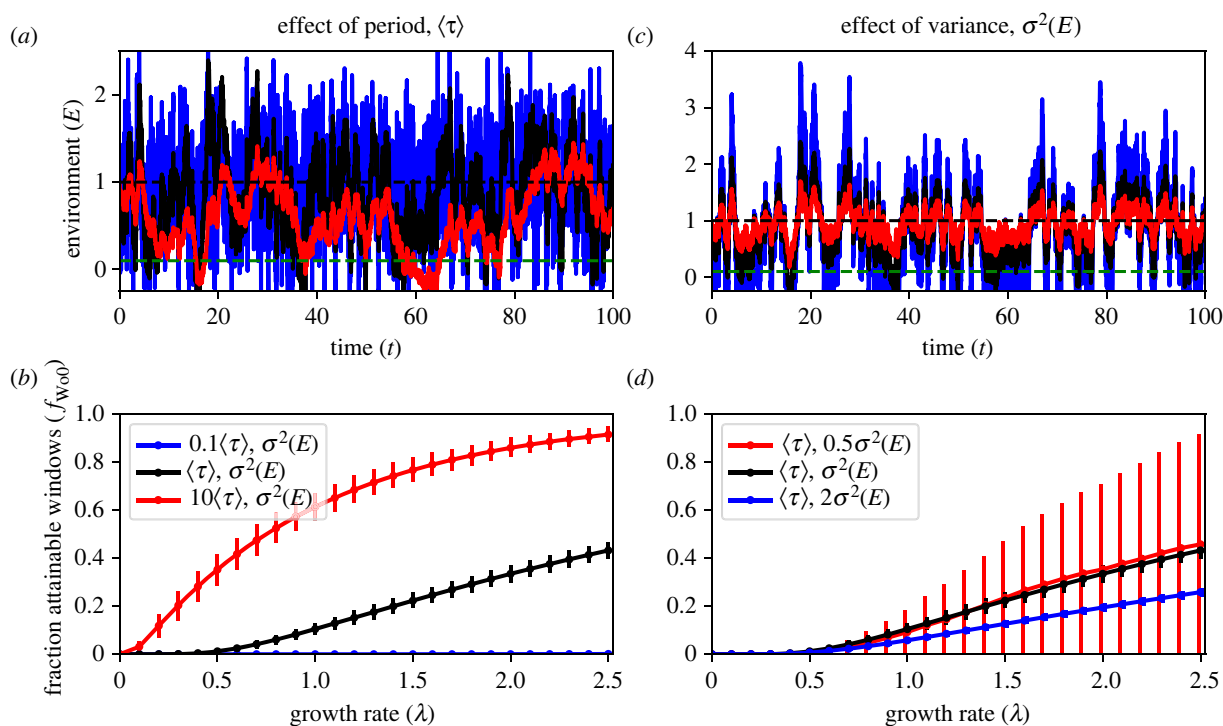 (a)
effect of period, ⟨τ⟩
environment (E)
2
1
0
0 20 40 60 80 100
time (t)
(c)
effect of variance, σ²(E)
4
3
2
1
0
0 20 40 60 80 100
time (t)
(b)
fraction attainable windows (f_Wo0)
1.0
0.8
0.6
0.4
0.2
0
0.1⟨τ⟩, σ²(E)
⟨τ⟩, σ²(E)
10⟨τ⟩, σ²(E)
0 0.5 1.0 1.5 2.0 2.5
growth rate (λ)
(d)
1.0
0.8
0.6
0.4
0.2
0
⟨τ⟩, 0.5σ²(E)
⟨τ⟩, σ²(E)
⟨τ⟩, 2σ²(E)
0 0.5 1.0 1.5 2.0 2.5
growth rate (λ)